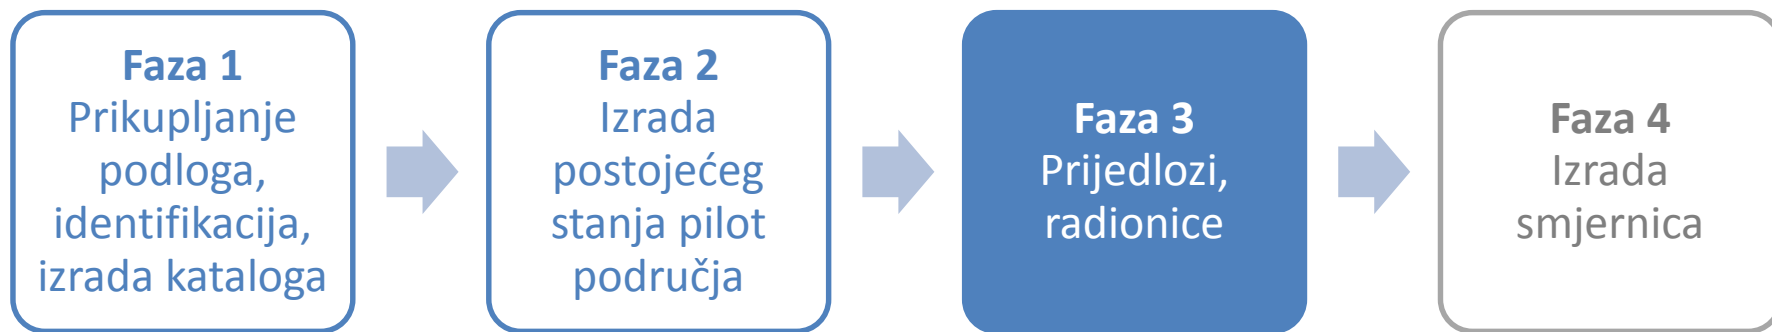 Faza 1
Prikupljanje
podloga,
identifikacija,
izrada kataloga
Faza 2
Izrada
postojećeg
stanja pilot
područja
Faza 3
Prijedlozi,
radionice
Faza 4
Izrada
smjernica